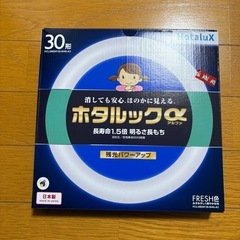 HotaluX
30形
消しても安心、ほのかに見える。
ホタルックα
アルファ
長寿命1.5倍 明るさ長もち
残光パワーアップ
日本製
FRESH色